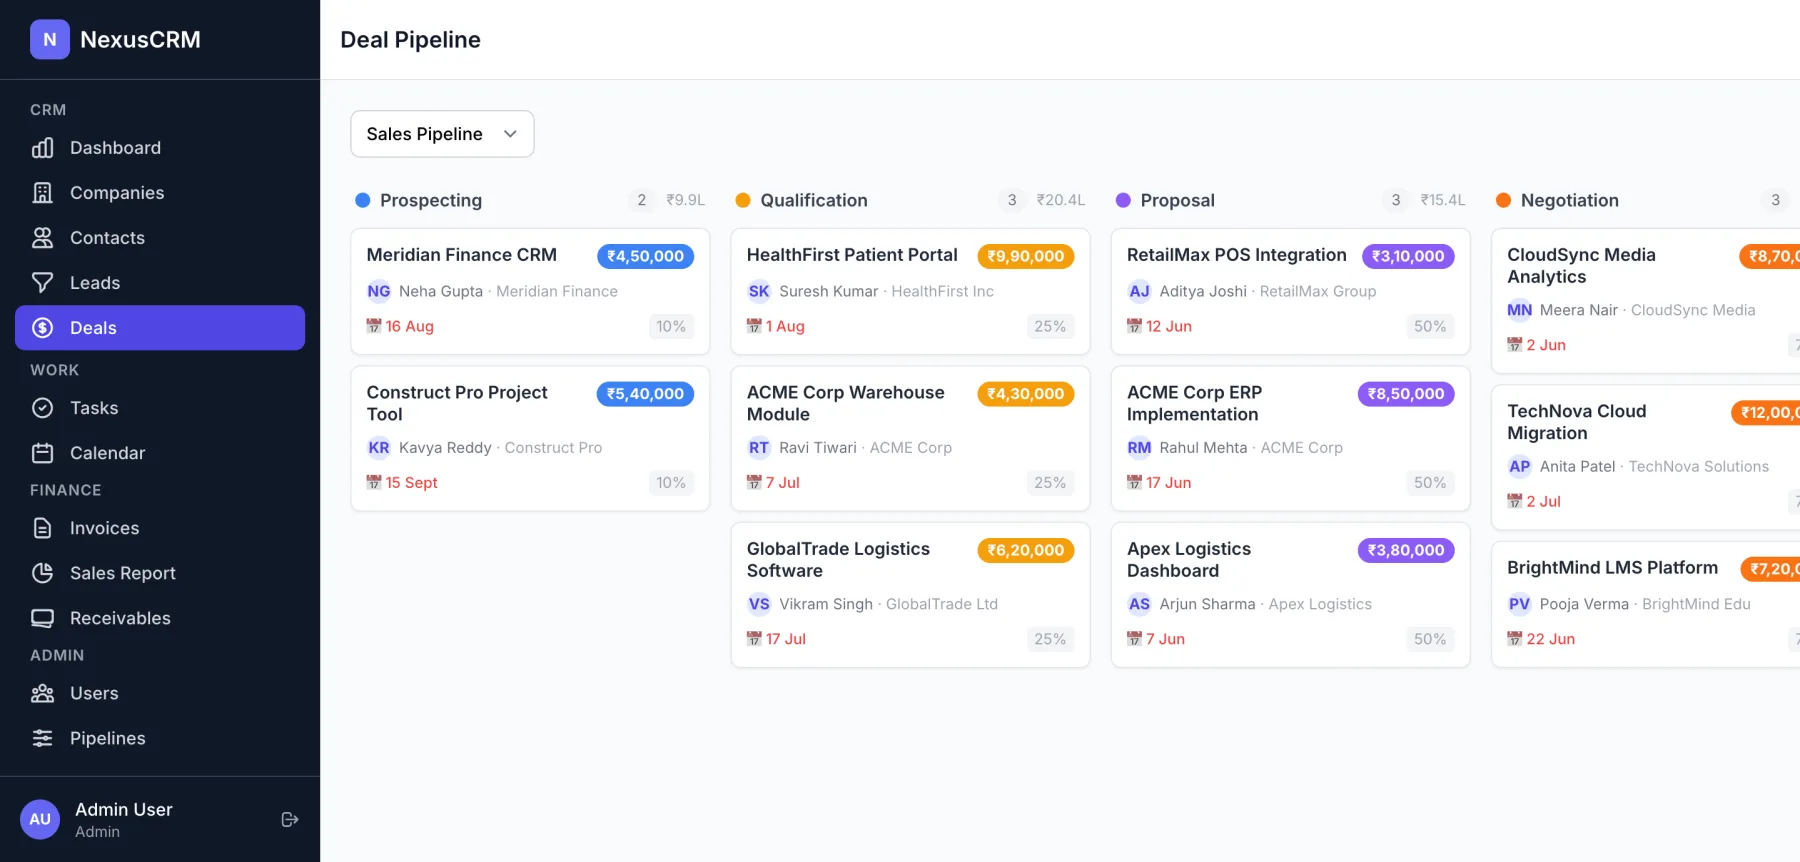 N NexusCRM
CRM
Dashboard
Companies
Contacts
Leads
Deals
WORK
Tasks
Calendar
FINANCE
Invoices
Sales Report
Receivables
ADMIN
Users
Pipelines
AU Admin User
Admin
Deal Pipeline
Sales Pipeline
Prospecting 2 ₹9.9L
Meridian Finance CRM ₹4,50,000
NG Neha Gupta · Meridian Finance
16 Aug 10%
Construct Pro Project ₹5,40,000
Tool
KR Kavya Reddy · Construct Pro
15 Sept 10%
Qualification 3 ₹20.4L
HealthFirst Patient Portal ₹9,90,000
SK Suresh Kumar · HealthFirst Inc
1 Aug 25%
ACME Corp Warehouse ₹4,30,000
Module
RT Ravi Tiwari · ACME Corp
7 Jul 25%
GlobalTrade Logistics ₹6,20,000
Software
VS Vikram Singh · GlobalTrade Ltd
17 Jul 25%
Proposal 3 ₹15.4L
RetailMax POS Integration ₹3,10,000
AJ Aditya Joshi · RetailMax Group
12 Jun 50%
ACME Corp ERP ₹8,50,000
Implementation
RM Rahul Mehta · ACME Corp
17 Jun 50%
Apex Logistics ₹3,80,000
Dashboard
AS Arjun Sharma · Apex Logistics
7 Jun 50%
Negotiation 3
CloudSync Media
Analytics
MN Meera Nair · CloudSync Media
2 Jun
TechNova Cloud
Migration
AP Anita Patel · TechNova Solutions
2 Jul
BrightMind LMS Platform
PV Pooja Verma · BrightMind Edu
22 Jun